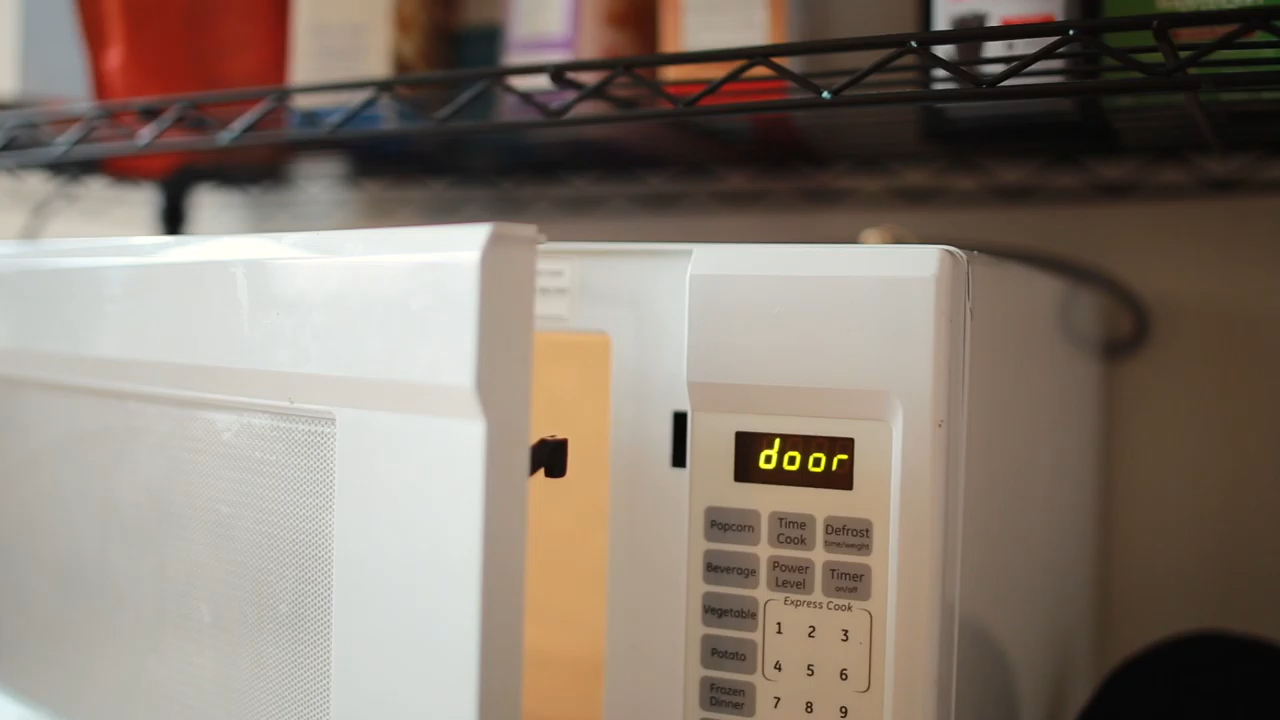 door
Popcorn
Time
Cook
Defrost
time/weight
Beverage
Power
Level
Timer
on/off
Vegetable
Express Cook
1 2 3
Potato
4 5 6
Frozen
Dinner
7 8 9